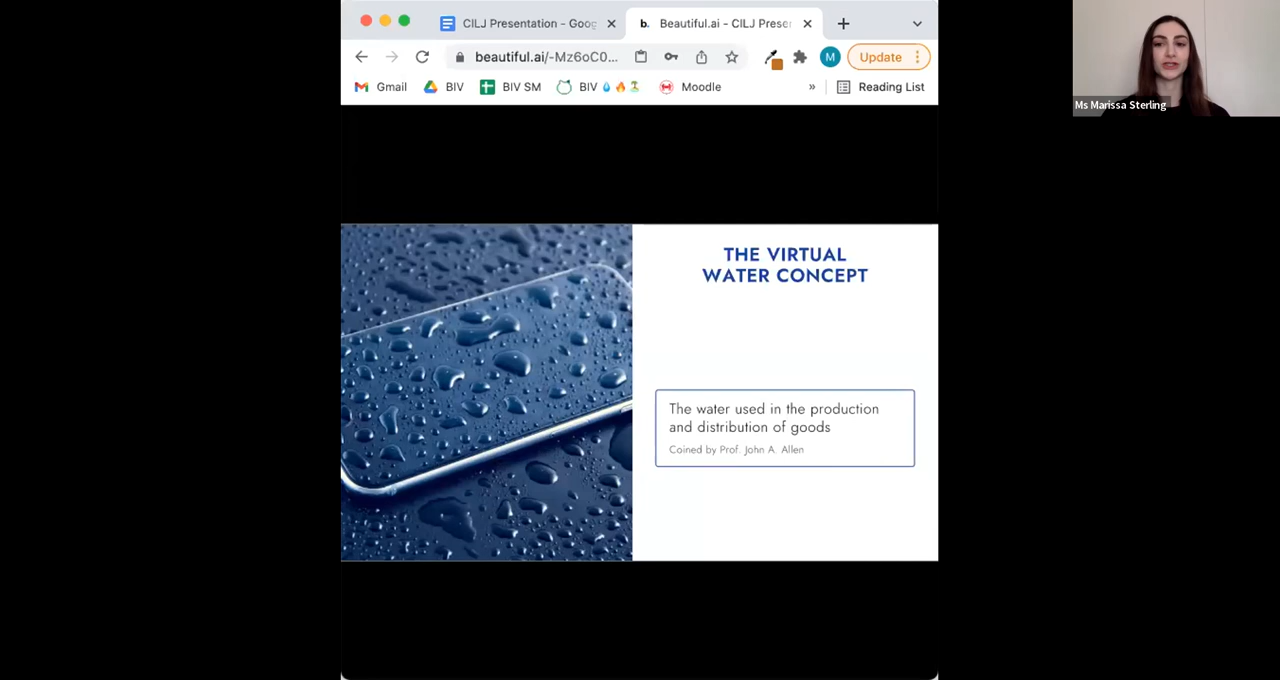 CILJ Presentation - Goog
b. Beautiful.ai - CILJ Preser
beautiful.ai/-Mz6oC0...
M
Update
Gmail
BIV
BIV SM
BIV 💧🔥🏝️
Moodle
»
Reading List
Ms Marissa Sterling
THE VIRTUAL
WATER CONCEPT
The water used in the production
and distribution of goods
Coined by Prof. John A. Allen